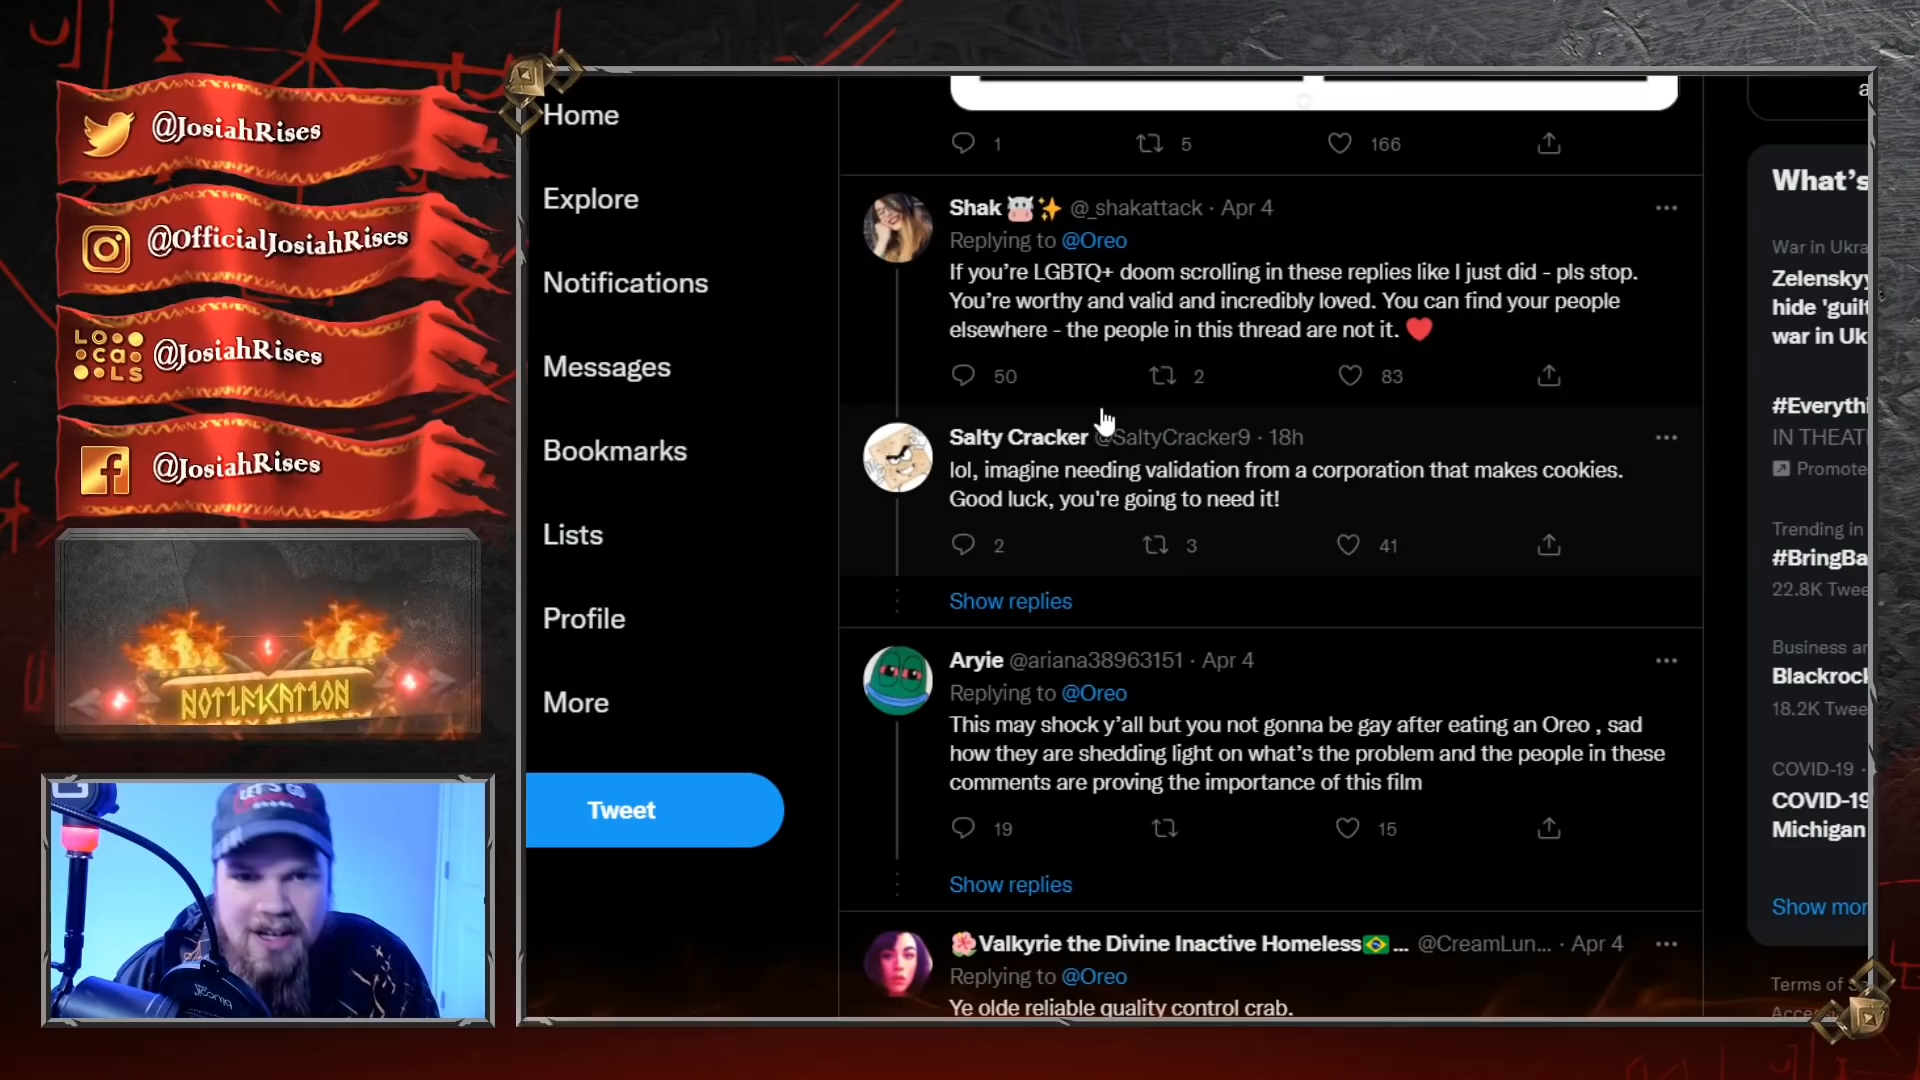 @JosiahRises
@OfficialJosiahRises
LOcaLS
@JosiahRises
@JosiahRises
NOTIFICATION
LET'S GO
Home
Explore
Notifications
Messages
Bookmarks
Lists
Profile
More
Tweet
1 5 166
Shak @_shakattack · Apr 4
Replying to @Oreo
If you're LGBTQ+ doom scrolling in these replies like I just did - pls stop.
You're worthy and valid and incredibly loved. You can find your people
elsewhere - the people in this thread are not it. ❤️
50 2 83
Salty Cracker @SaltyCracker9 · 18h
lol, imagine needing validation from a corporation that makes cookies.
Good luck, you're going to need it!
2 3 41
Show replies
Aryie @ariana38963151 · Apr 4
Replying to @Oreo
This may shock y'all but you not gonna be gay after eating an Oreo , sad
how they are shedding light on what's the problem and the people in these
comments are proving the importance of this film
19 15
Show replies
🌺Valkyrie the Divine Inactive Homeless🇧🇷 ... @CreamLun... · Apr 4
Replying to @Oreo
Ye olde reliable quality control crab.
a
What's
War in Ukra
Zelensky
hide 'guilt
war in Uk
#Everythi
IN THEAT
Promote
Trending in
#BringBa
22.8K Twee
Business ar
Blackrock
18.2K Twee
COVID-19 ·
COVID-19
Michigan
Show mor
Terms of